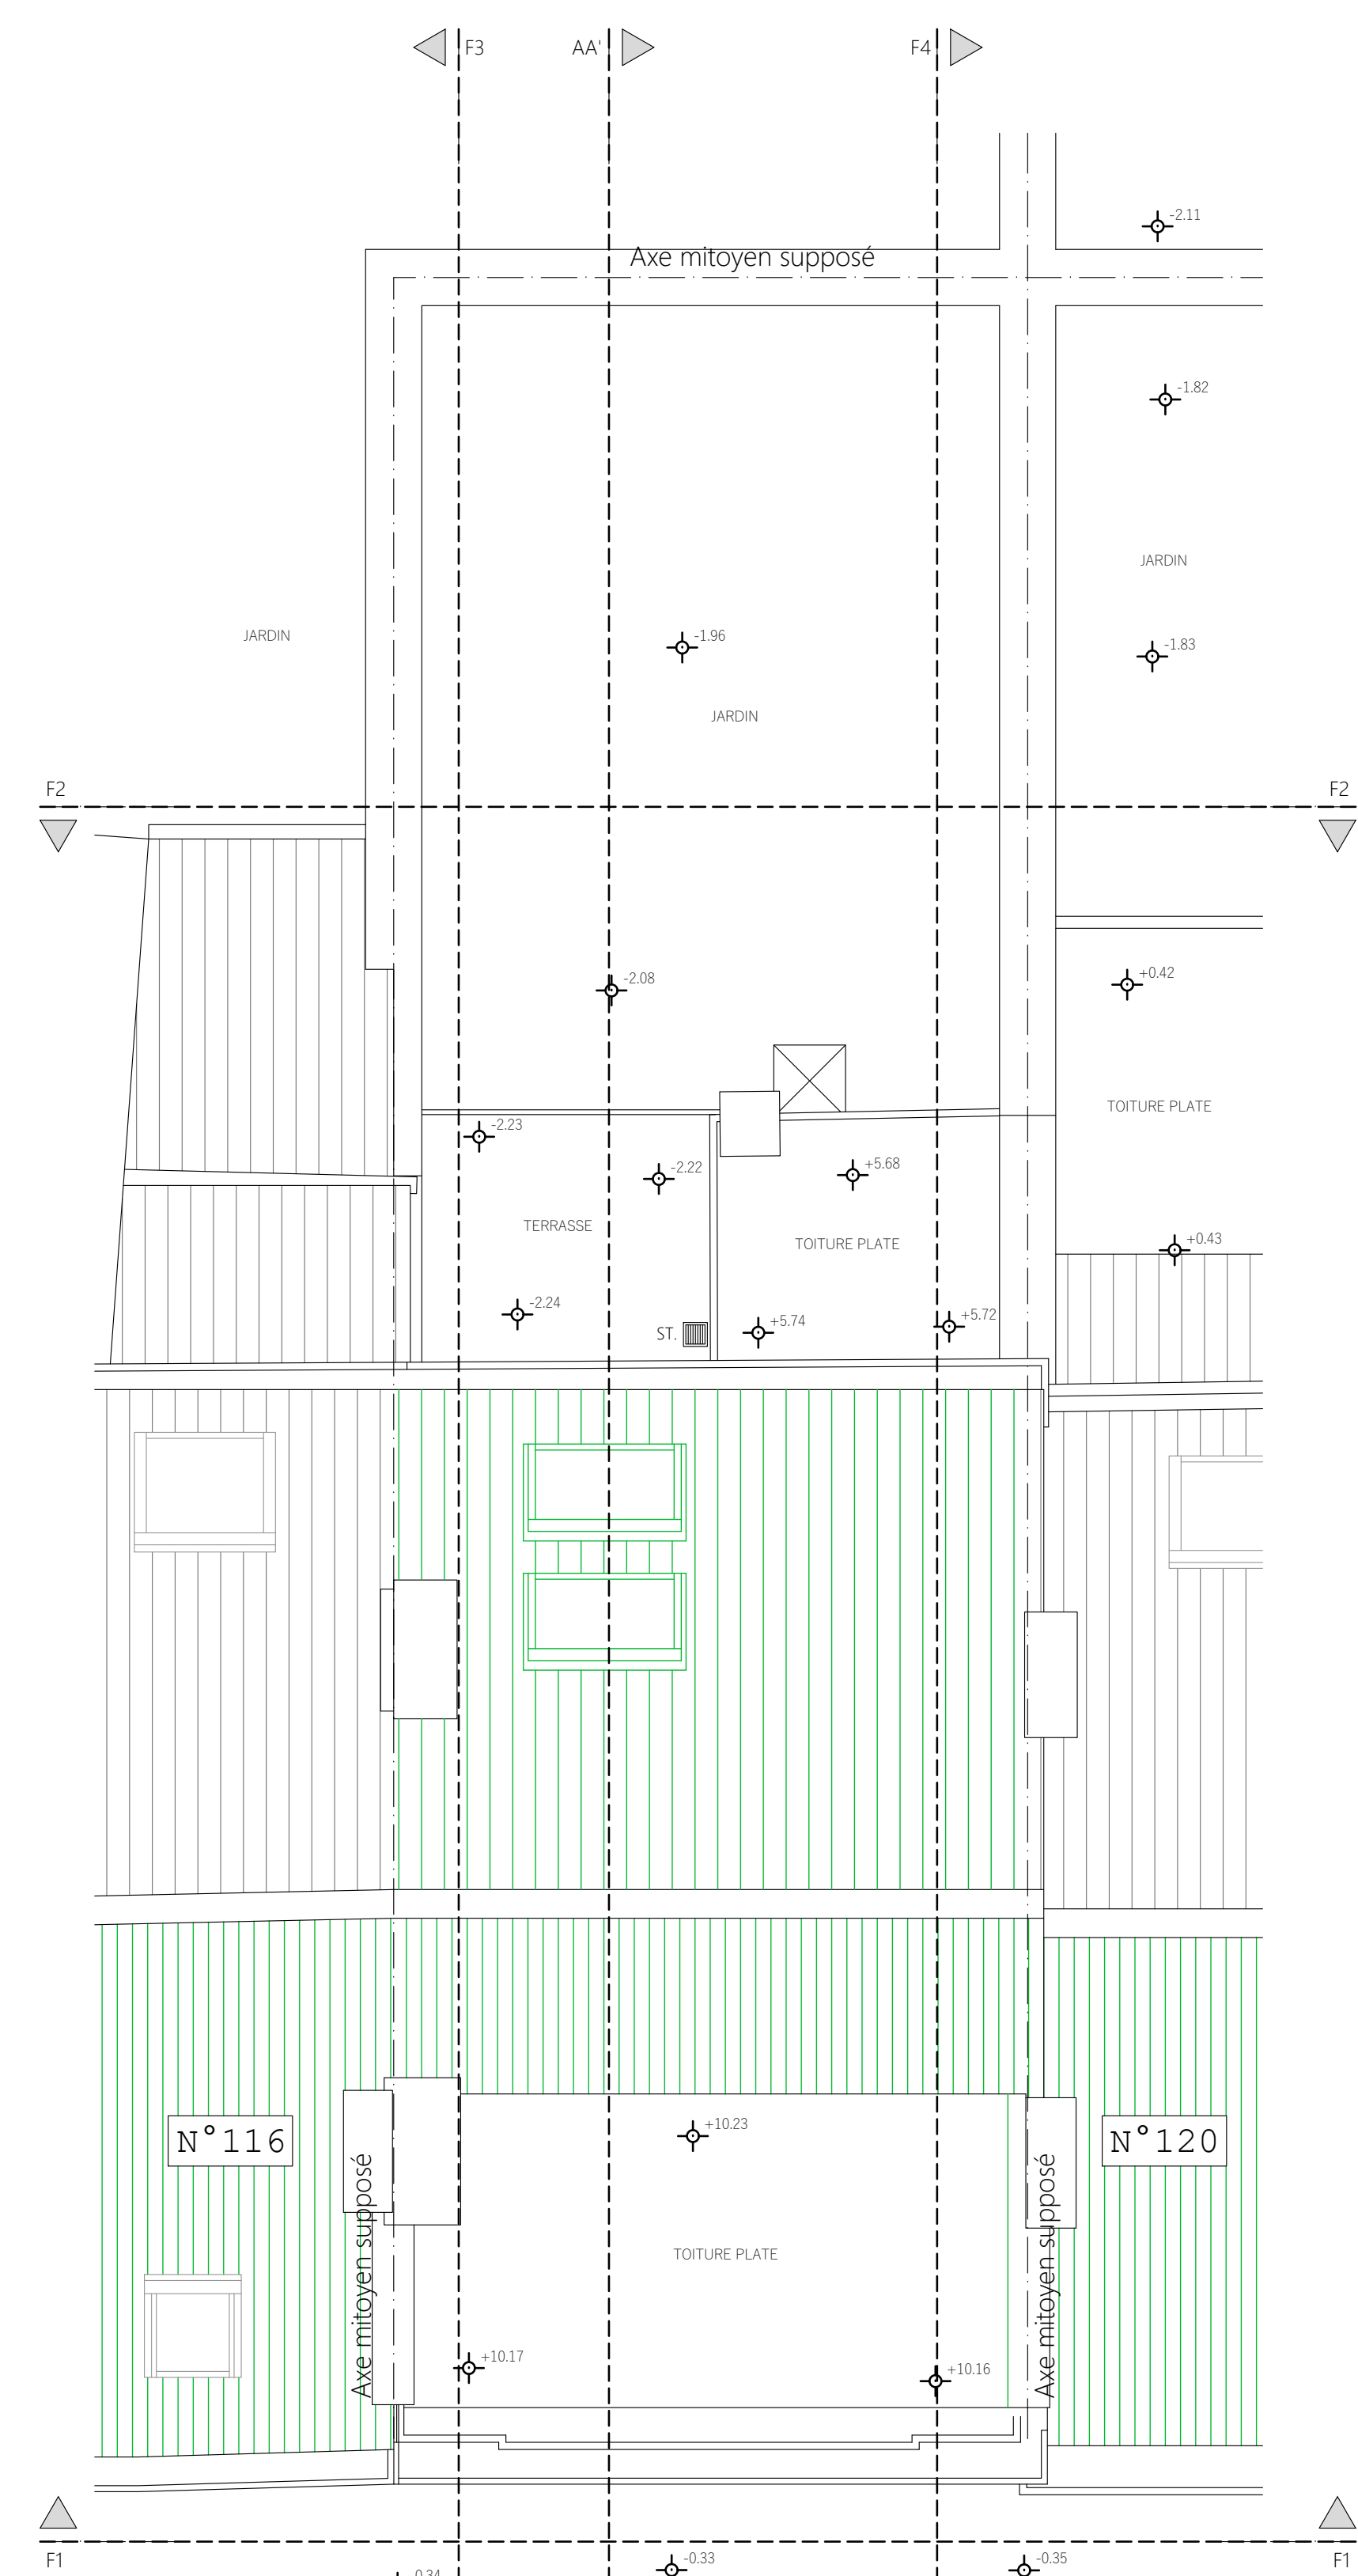 F3
AA'
F4
-2.11
Axe mitoyen supposé
-1.82
JARDIN
JARDIN
-1.96
-1.83
JARDIN
F2
F2
-2.08
+0.42
TOITURE PLATE
-2.23
-2.22
+5.68
TERRASSE
TOITURE PLATE
+0.43
-2.24
ST.
+5.74
+5.72
N°116
+10.23
N°120
Axe mitoyen supposé
Axe mitoyen supposé
TOITURE PLATE
+10.17
+10.16
F1
F1
-0.34
-0.33
-0.35